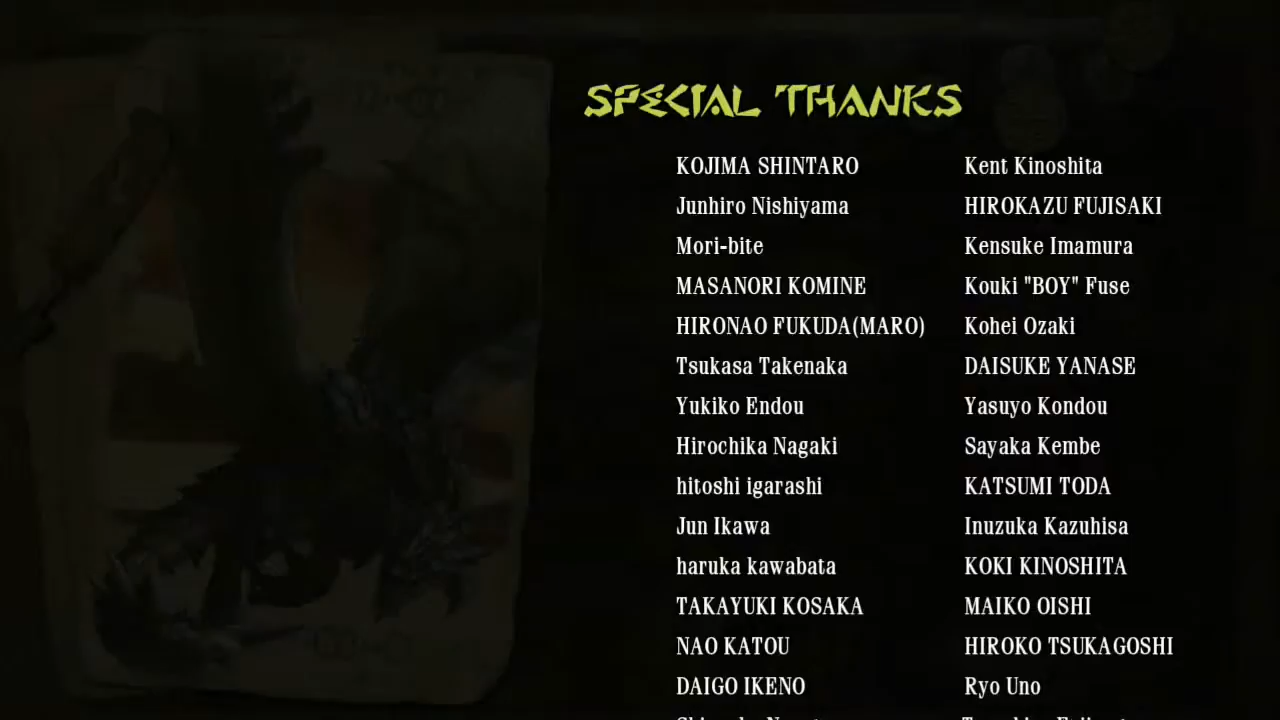 SPECIAL THANKS
KOJIMA SHINTARO Kent Kinoshita
Junhiro Nishiyama HIROKAZU FUJISAKI
Mori-bite Kensuke Imamura
MASANORI KOMINE Kouki "BOY" Fuse
HIRONAO FUKUDA(MARO) Kohei Ozaki
Tsukasa Takenaka DAISUKE YANASE
Yukiko Endou Yasuyo Kondou
Hirochika Nagaki Sayaka Kembe
hitoshi igarashi KATSUMI TODA
Jun Ikawa Inuzuka Kazuhisa
haruka kawabata KOKI KINOSHITA
TAKAYUKI KOSAKA MAIKO OISHI
NAO KATOU HIROKO TSUKAGOSHI
DAIGO IKENO Ryo Uno